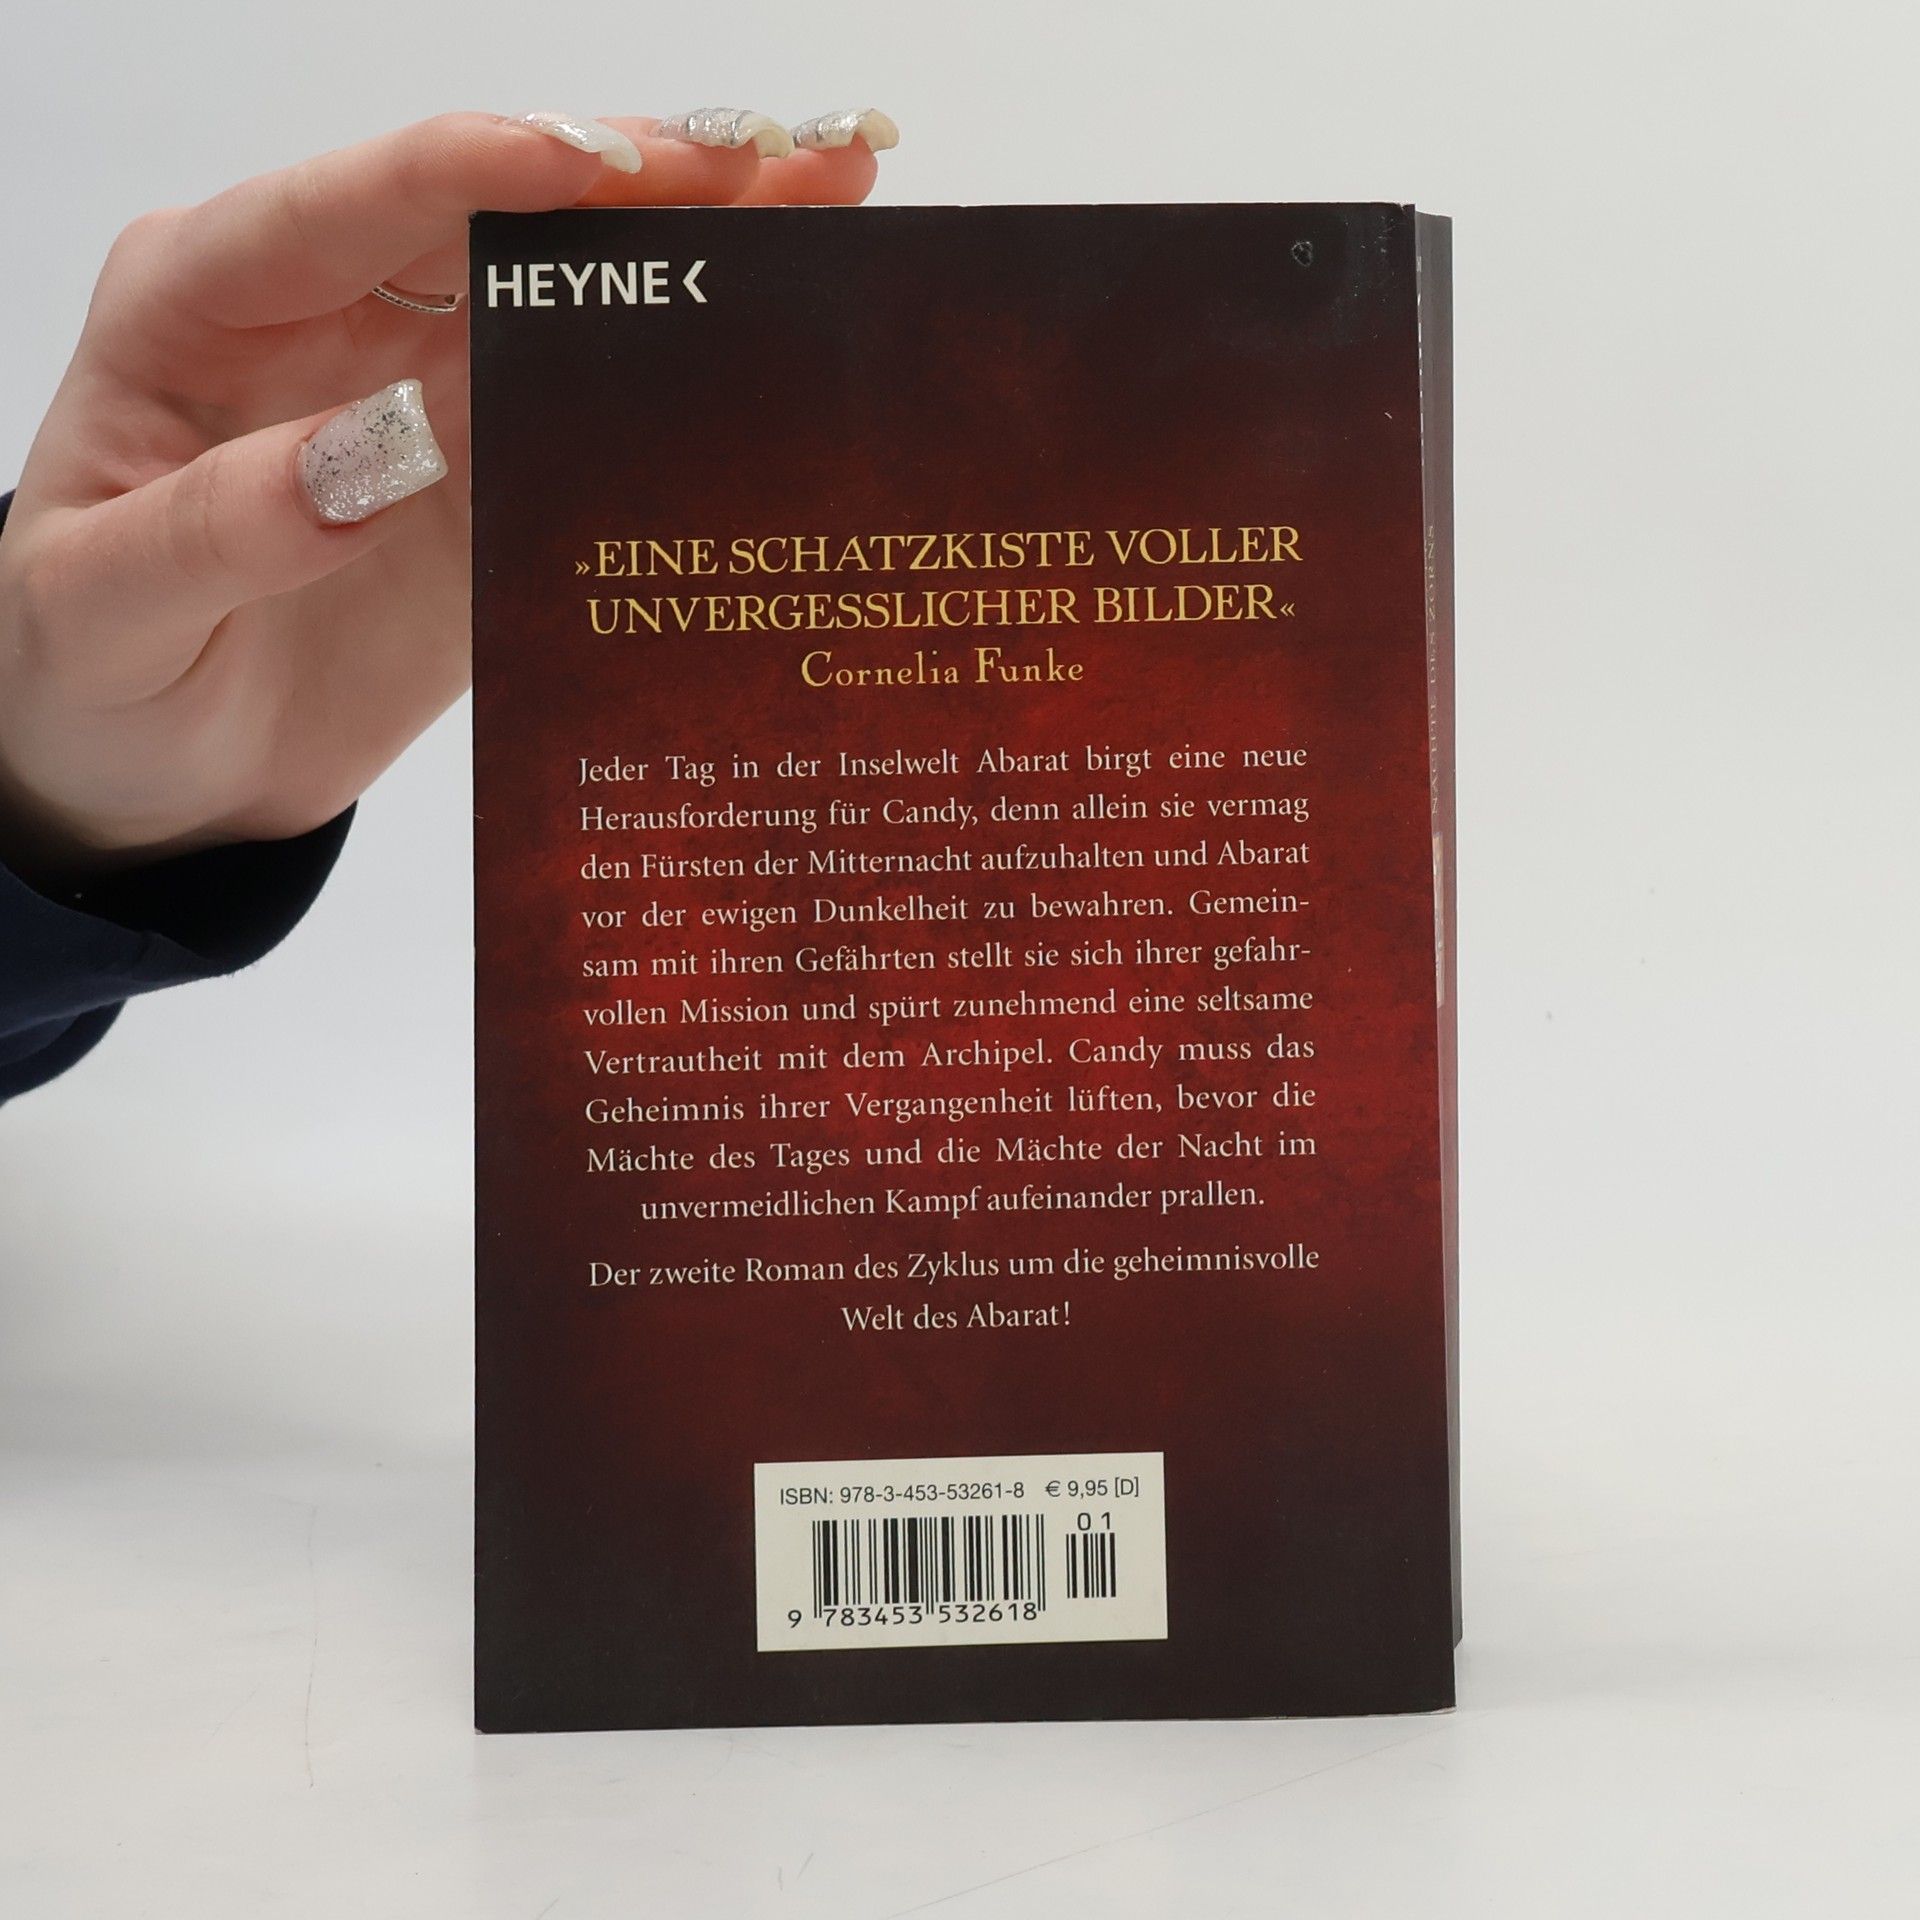 HEYNE <
»EINE SCHATZKISTE VOLLER
UNVERGESSLICHER BILDER«
Cornelia Funke
Jeder Tag in der Inselwelt Abarat birgt eine neue
Herausforderung für Candy, denn allein sie vermag
den Fürsten der Mitternacht aufzuhalten und Abarat
vor der ewigen Dunkelheit zu bewahren. Gemein-
sam mit ihren Gefährten stellt sie sich ihrer gefahr-
vollen Mission und spürt zunehmend eine seltsame
Vertrautheit mit dem Archipel. Candy muss das
Geheimnis ihrer Vergangenheit lüften, bevor die
Mächte des Tages und die Mächte der Nacht im
unvermeidlichen Kampf aufeinander prallen.
Der zweite Roman des Zyklus um die geheimnisvolle
Welt des Abarat!
ISBN: 978-3-453-53261-8 € 9,95 [D]
01
9 783453 532618